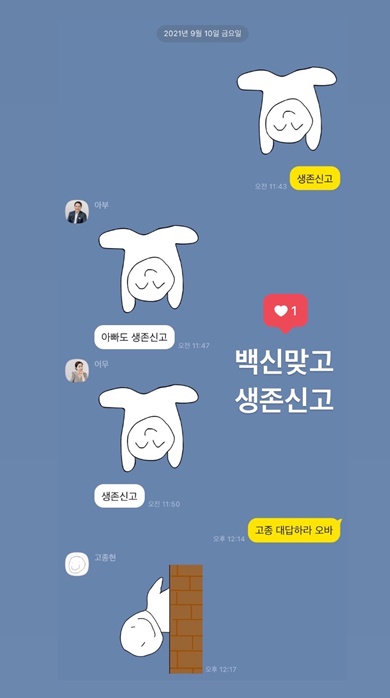 2021년 9월 10일 금요일
생존신고
오전 11:43
아부
아빠도 생존신고
오전 11:47
1
백신맞고
생존신고
어무
생존신고
오전 11:50
고종 대답하라 오바
오후 12:14
고종현
오후 12:17